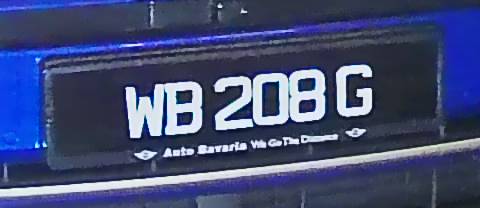 WB 208 G
Auto Bavaria We Go The Distance